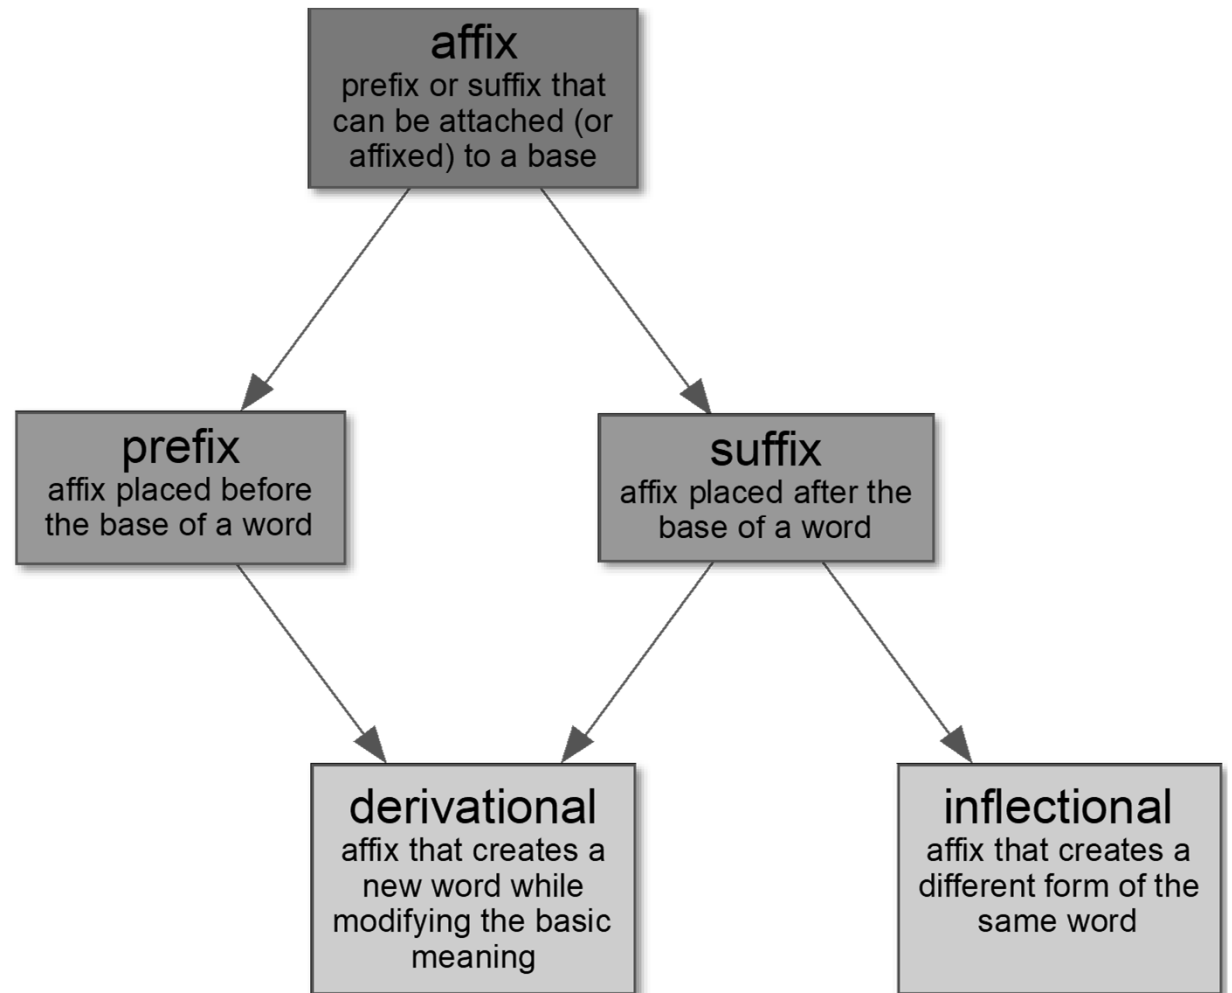 affix
prefix or suffix that
can be attached (or
affixed) to a base
prefix
affix placed before
the base of a word
suffix
affix placed after the
base of a word
derivational
affix that creates a
new word while
modifying the basic
meaning
inflectional
affix that creates a
different form of the
same word